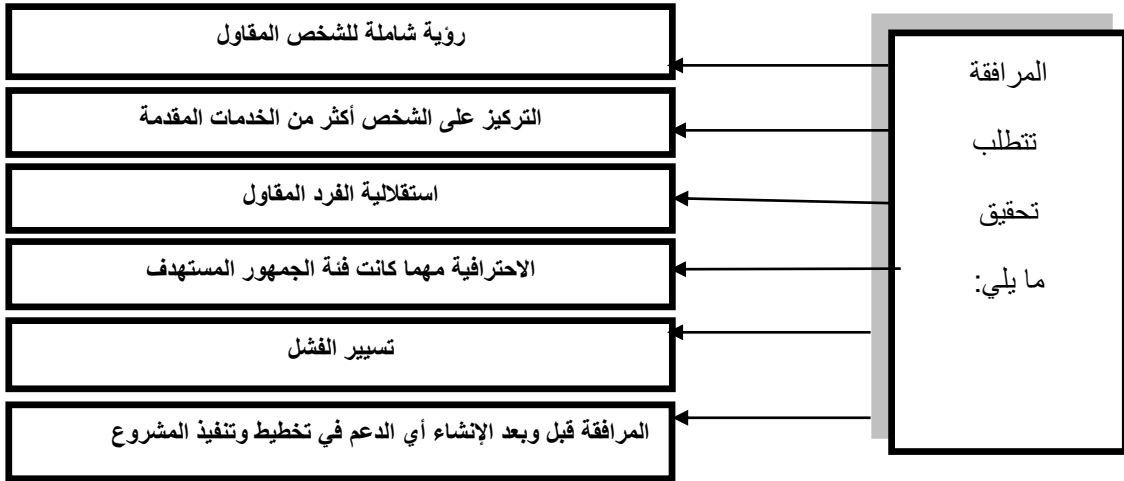 المرافقة
تتطلب
تحقيق
ما يلي:
رؤية شاملة للشخص المقاول
التركيز على الشخص أكثر من الخدمات المقدمة
استقلالية الفرد المقاول
الاحترافية مهما كانت فئة الجمهور المستهدف
تسيير الفشل
المرافقة قبل وبعد الإنشاء أي الدعم في تخطيط وتنفيذ المشروع